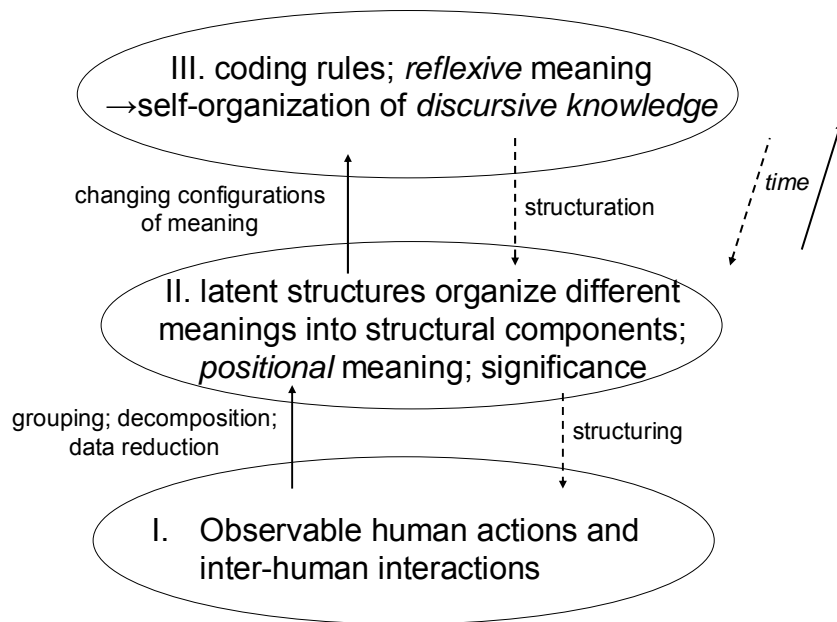 III. coding rules; reflexive meaning
→self-organization of discursive knowledge
changing configurations
of meaning
structuration
time
II. latent structures organize different
meanings into structural components;
positional meaning; significance
grouping; decomposition;
data reduction
structuring
I. Observable human actions and
inter-human interactions